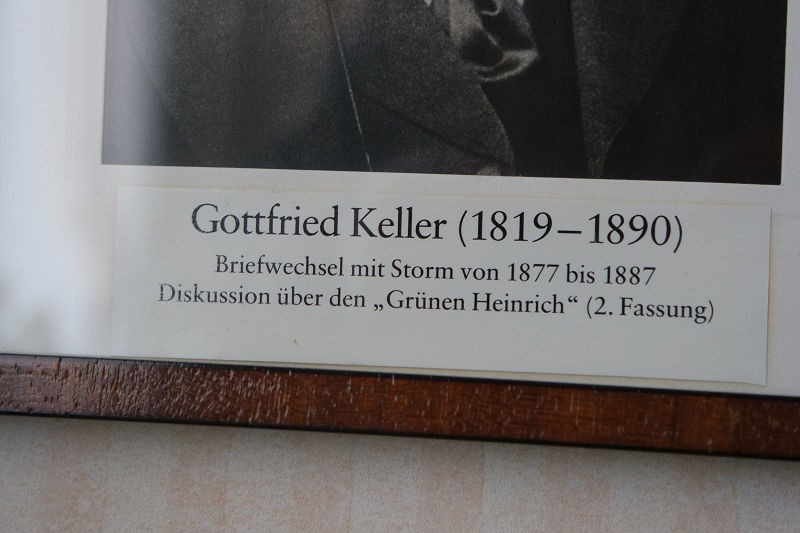 Gottfried Keller (1819–1890)
Briefwechsel mit Storm von 1877 bis 1887
Diskussion über den „Grünen Heinrich“ (2. Fassung)